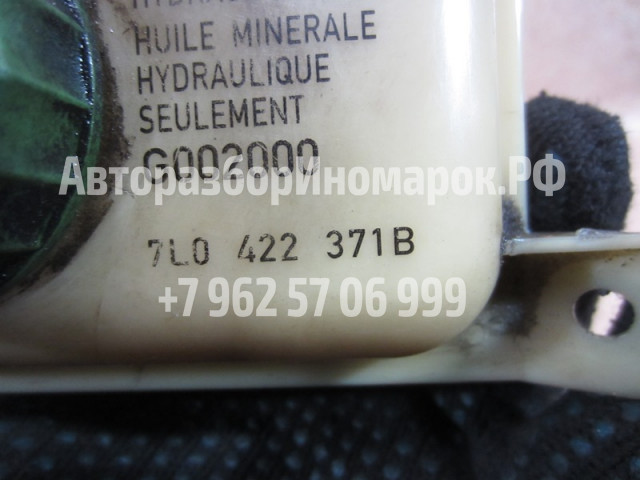 HUILE MINERALE
HYDRAULIQUE
SEULEMENT
G002000
АвторазборИномарок.РФ
7L0 422 371B
+7 962 57 06 999